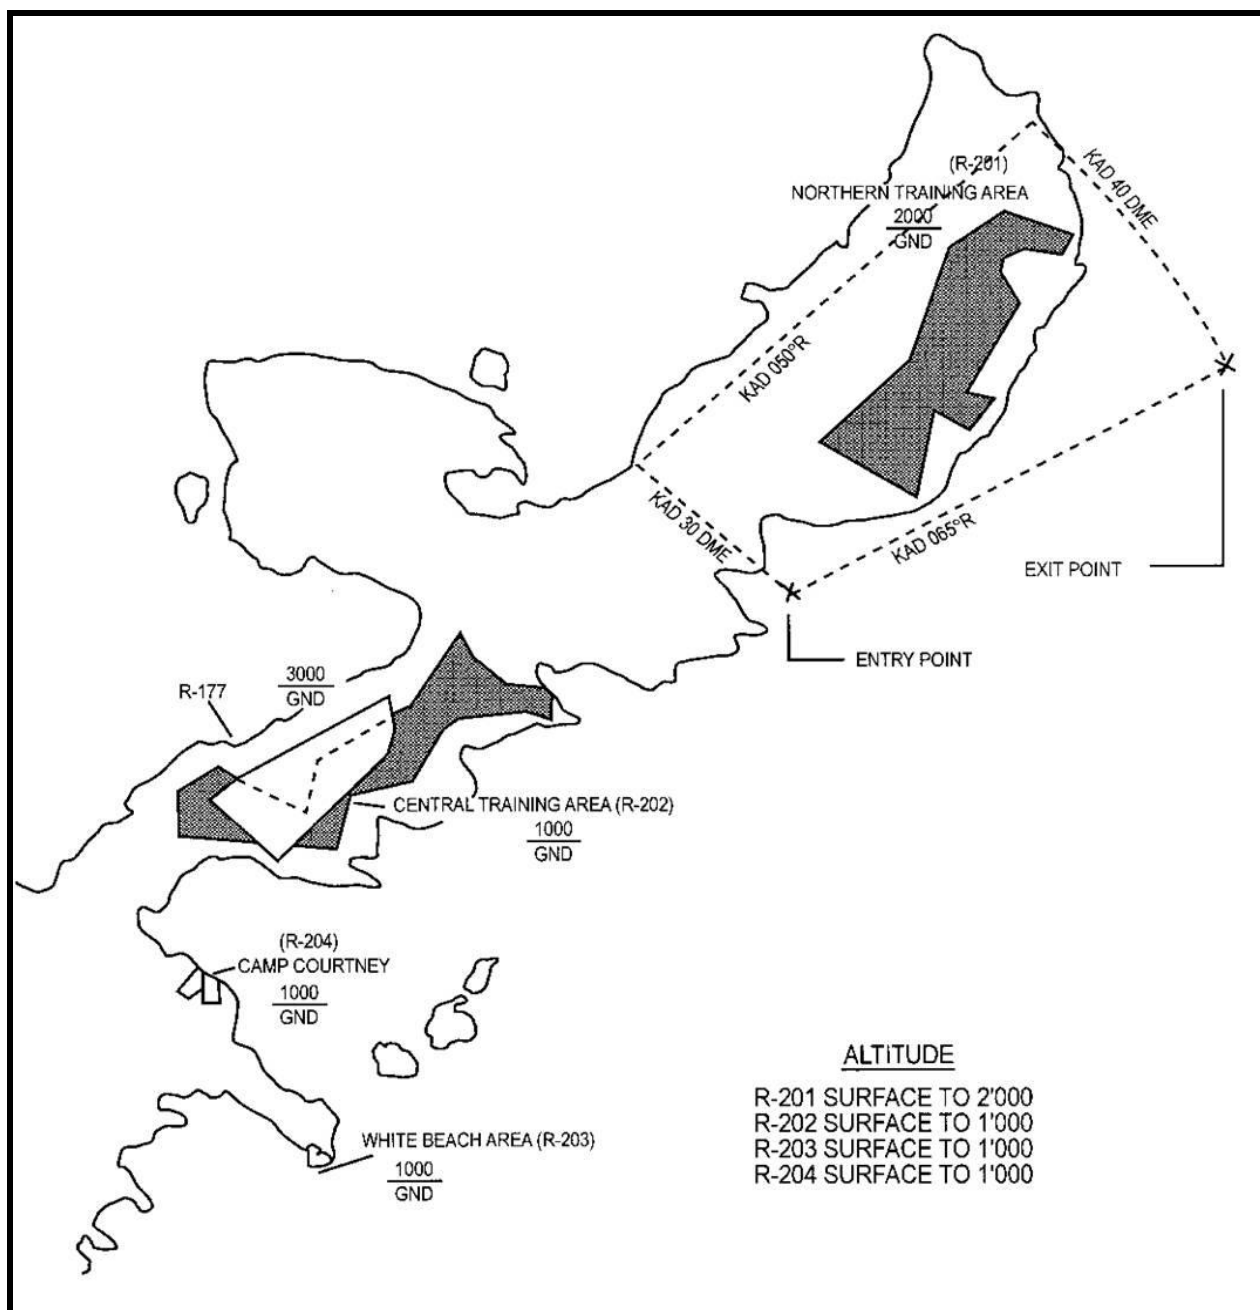 (R-201)
NORTHERN TRAINING AREA
2000
GND
KAD 40 DME
KAD 050°R
KAD 30 DME
KAD 065°R
EXIT POINT
ENTRY POINT
3000
GND
R-177
CENTRAL TRAINING AREA (R-202)
1000
GND
(R-204)
CAMP COURTNEY
1000
GND
WHITE BEACH AREA (R-203)
1000
GND
ALTITUDE
R-201 SURFACE TO 2'000
R-202 SURFACE TO 1'000
R-203 SURFACE TO 1'000
R-204 SURFACE TO 1'000